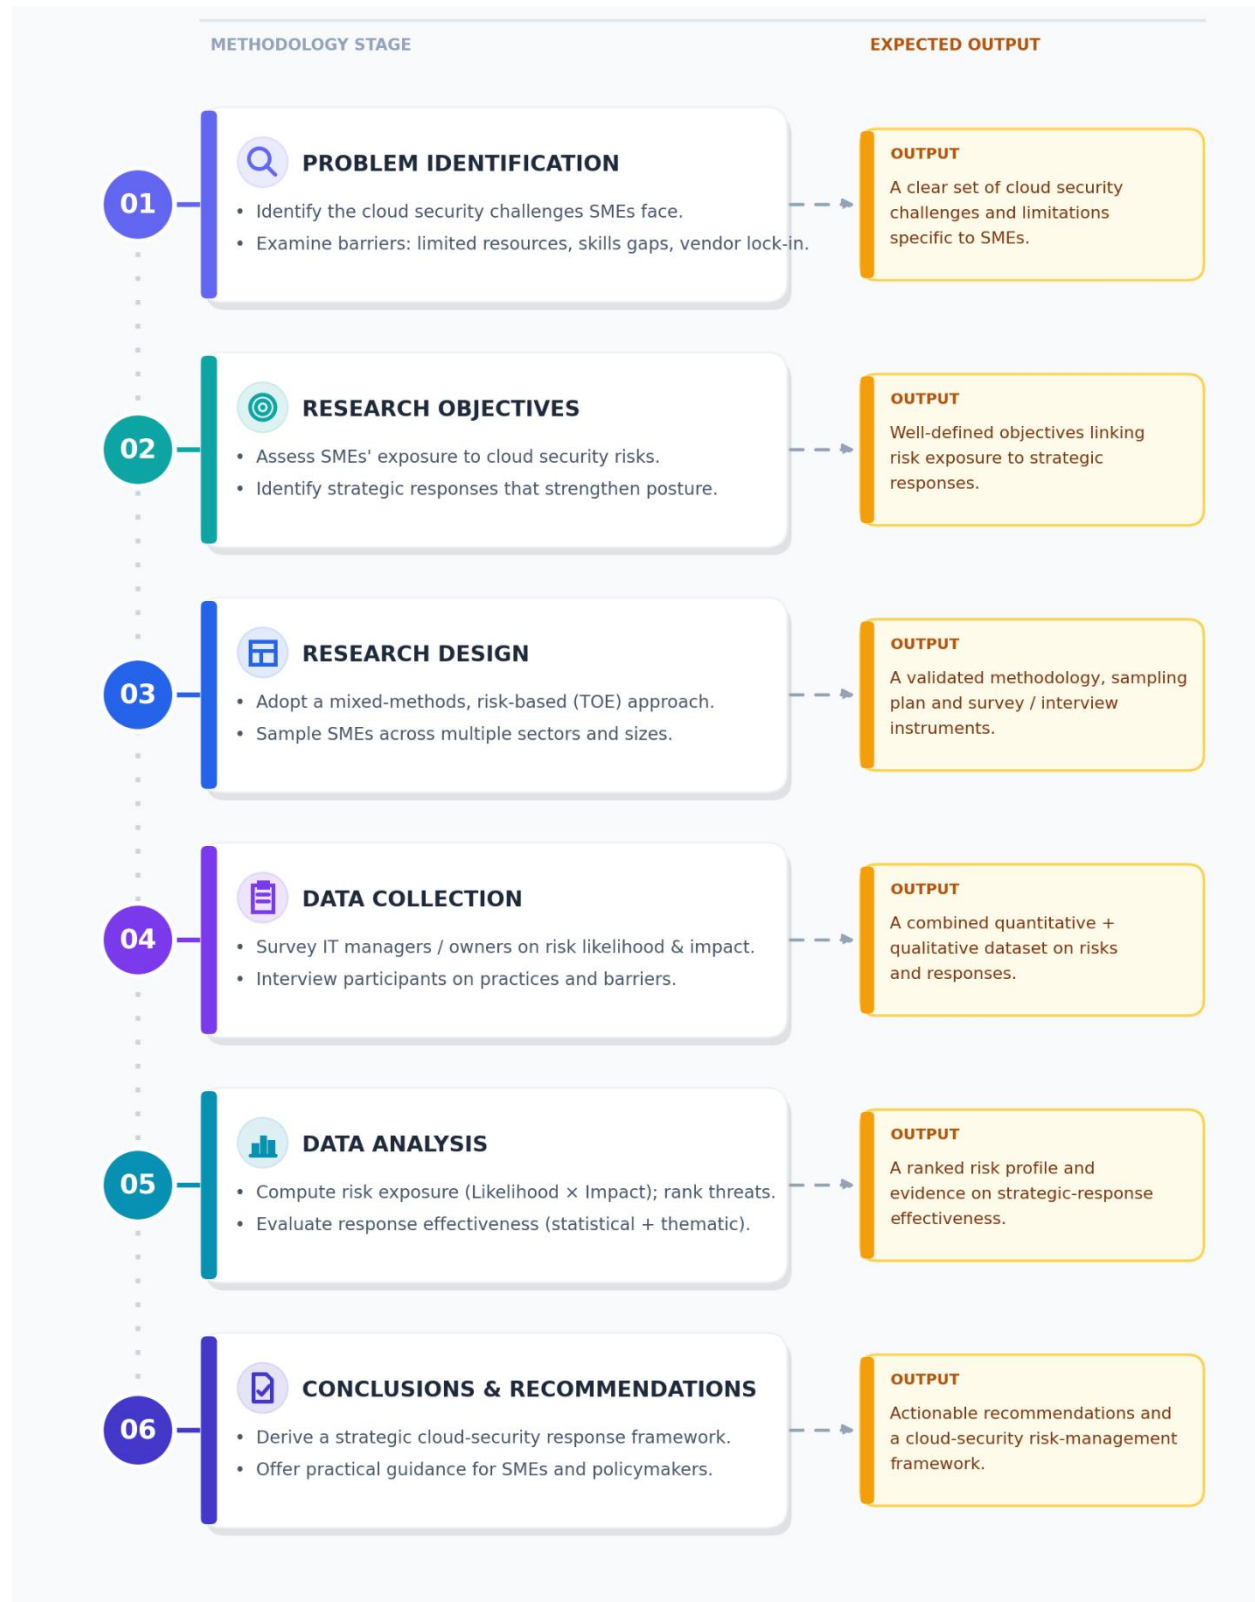 METHODOLOGY STAGE
EXPECTED OUTPUT
01
PROBLEM IDENTIFICATION
• Identify the cloud security challenges SMEs face.
• Examine barriers: limited resources, skills gaps, vendor lock-in.
OUTPUT
A clear set of cloud security
challenges and limitations
specific to SMEs.
02
RESEARCH OBJECTIVES
• Assess SMEs' exposure to cloud security risks.
• Identify strategic responses that strengthen posture.
OUTPUT
Well-defined objectives linking
risk exposure to strategic
responses.
03
RESEARCH DESIGN
• Adopt a mixed-methods, risk-based (TOE) approach.
• Sample SMEs across multiple sectors and sizes.
OUTPUT
A validated methodology, sampling
plan and survey / interview
instruments.
04
DATA COLLECTION
• Survey IT managers / owners on risk likelihood & impact.
• Interview participants on practices and barriers.
OUTPUT
A combined quantitative +
qualitative dataset on risks
and responses.
05
DATA ANALYSIS
• Compute risk exposure (Likelihood × Impact); rank threats.
• Evaluate response effectiveness (statistical + thematic).
OUTPUT
A ranked risk profile and
evidence on strategic-response
effectiveness.
06
CONCLUSIONS & RECOMMENDATIONS
• Derive a strategic cloud-security response framework.
• Offer practical guidance for SMEs and policymakers.
OUTPUT
Actionable recommendations and
a cloud-security risk-management
framework.